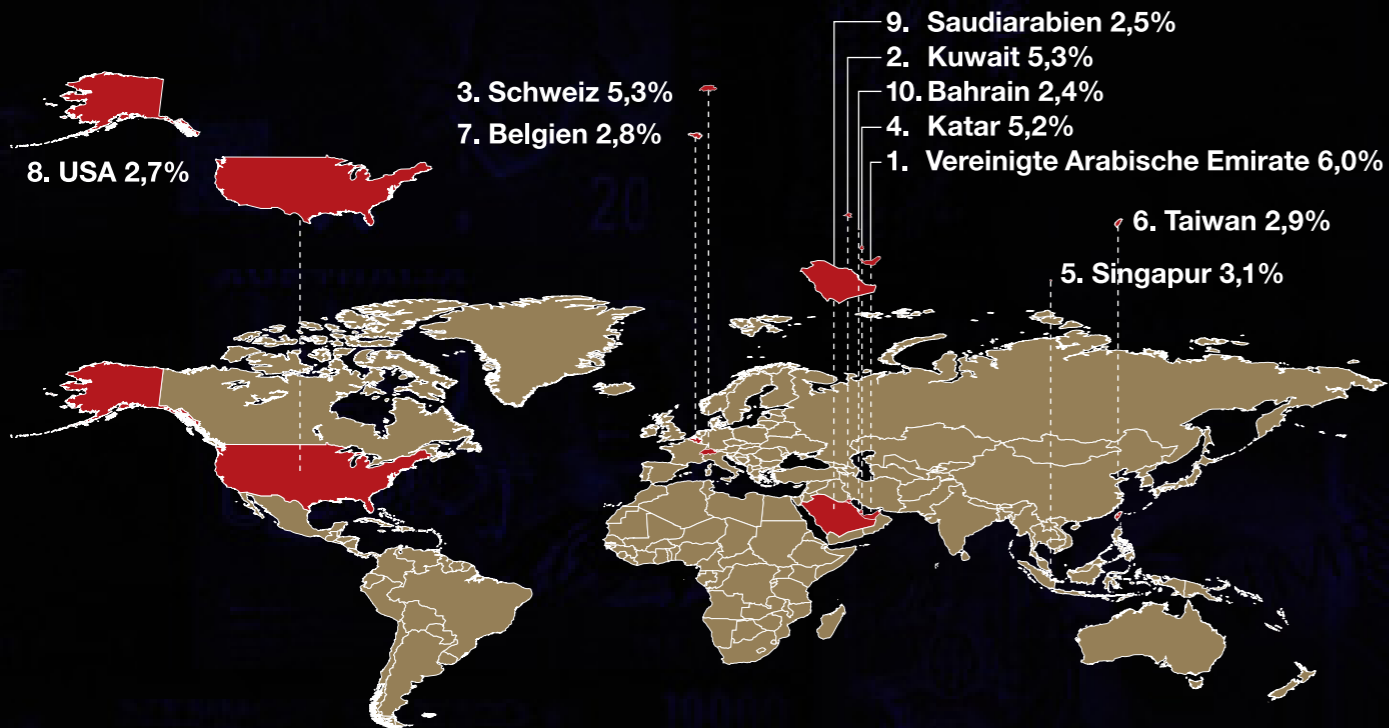 9. Saudiarabien 2,5%
2. Kuwait 5,3%
10. Bahrain 2,4%
4. Katar 5,2%
1. Vereinigte Arabische Emirate 6,0%
3. Schweiz 5,3%
7. Belgien 2,8%
8. USA 2,7%
6. Taiwan 2,9%
5. Singapur 3,1%
20
AUSTRALIA